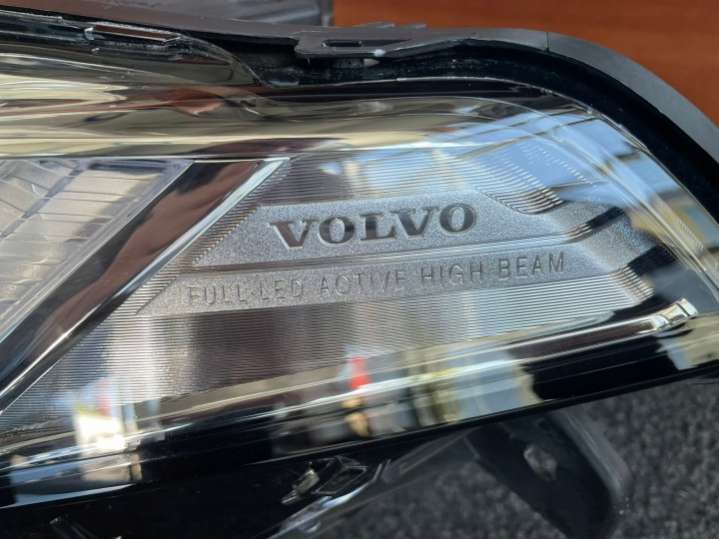 VOLVO
FULL-LED ACTIVE HIGH BEAM